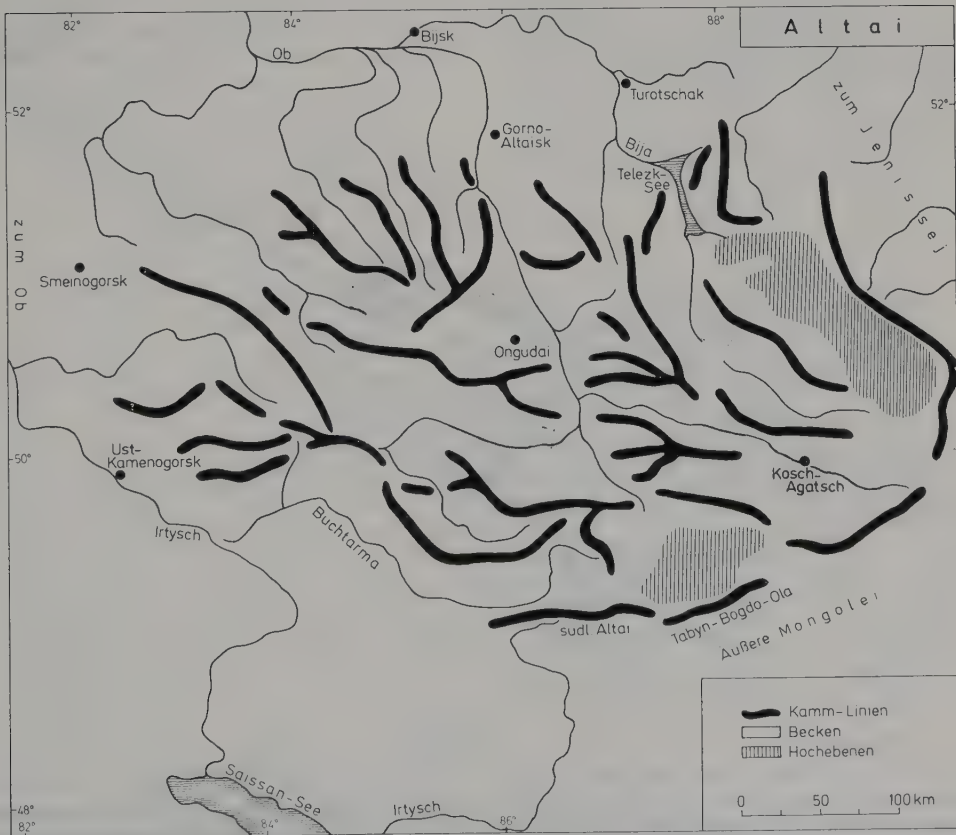 82°
84°
88°
Altai
Bijsk
Ob
Turotschak
52°
52°
zum Jenissej
Gorno-
Altaisk
Bija
Telezk-
See
zum Ob
Smeinogorsk
Ongudai
50°
Ust-
Kamenogorsk
Kosch-
Agatsch
Irtysch
Buchtarma
südl Altai
Tabyn-Bogdo-Ola
Äußere Mongolei
Kamm-Linien
Becken
Hochebenen
0 50 100 km
Saissan-See
48°
82°
84°
Irtysch
86°